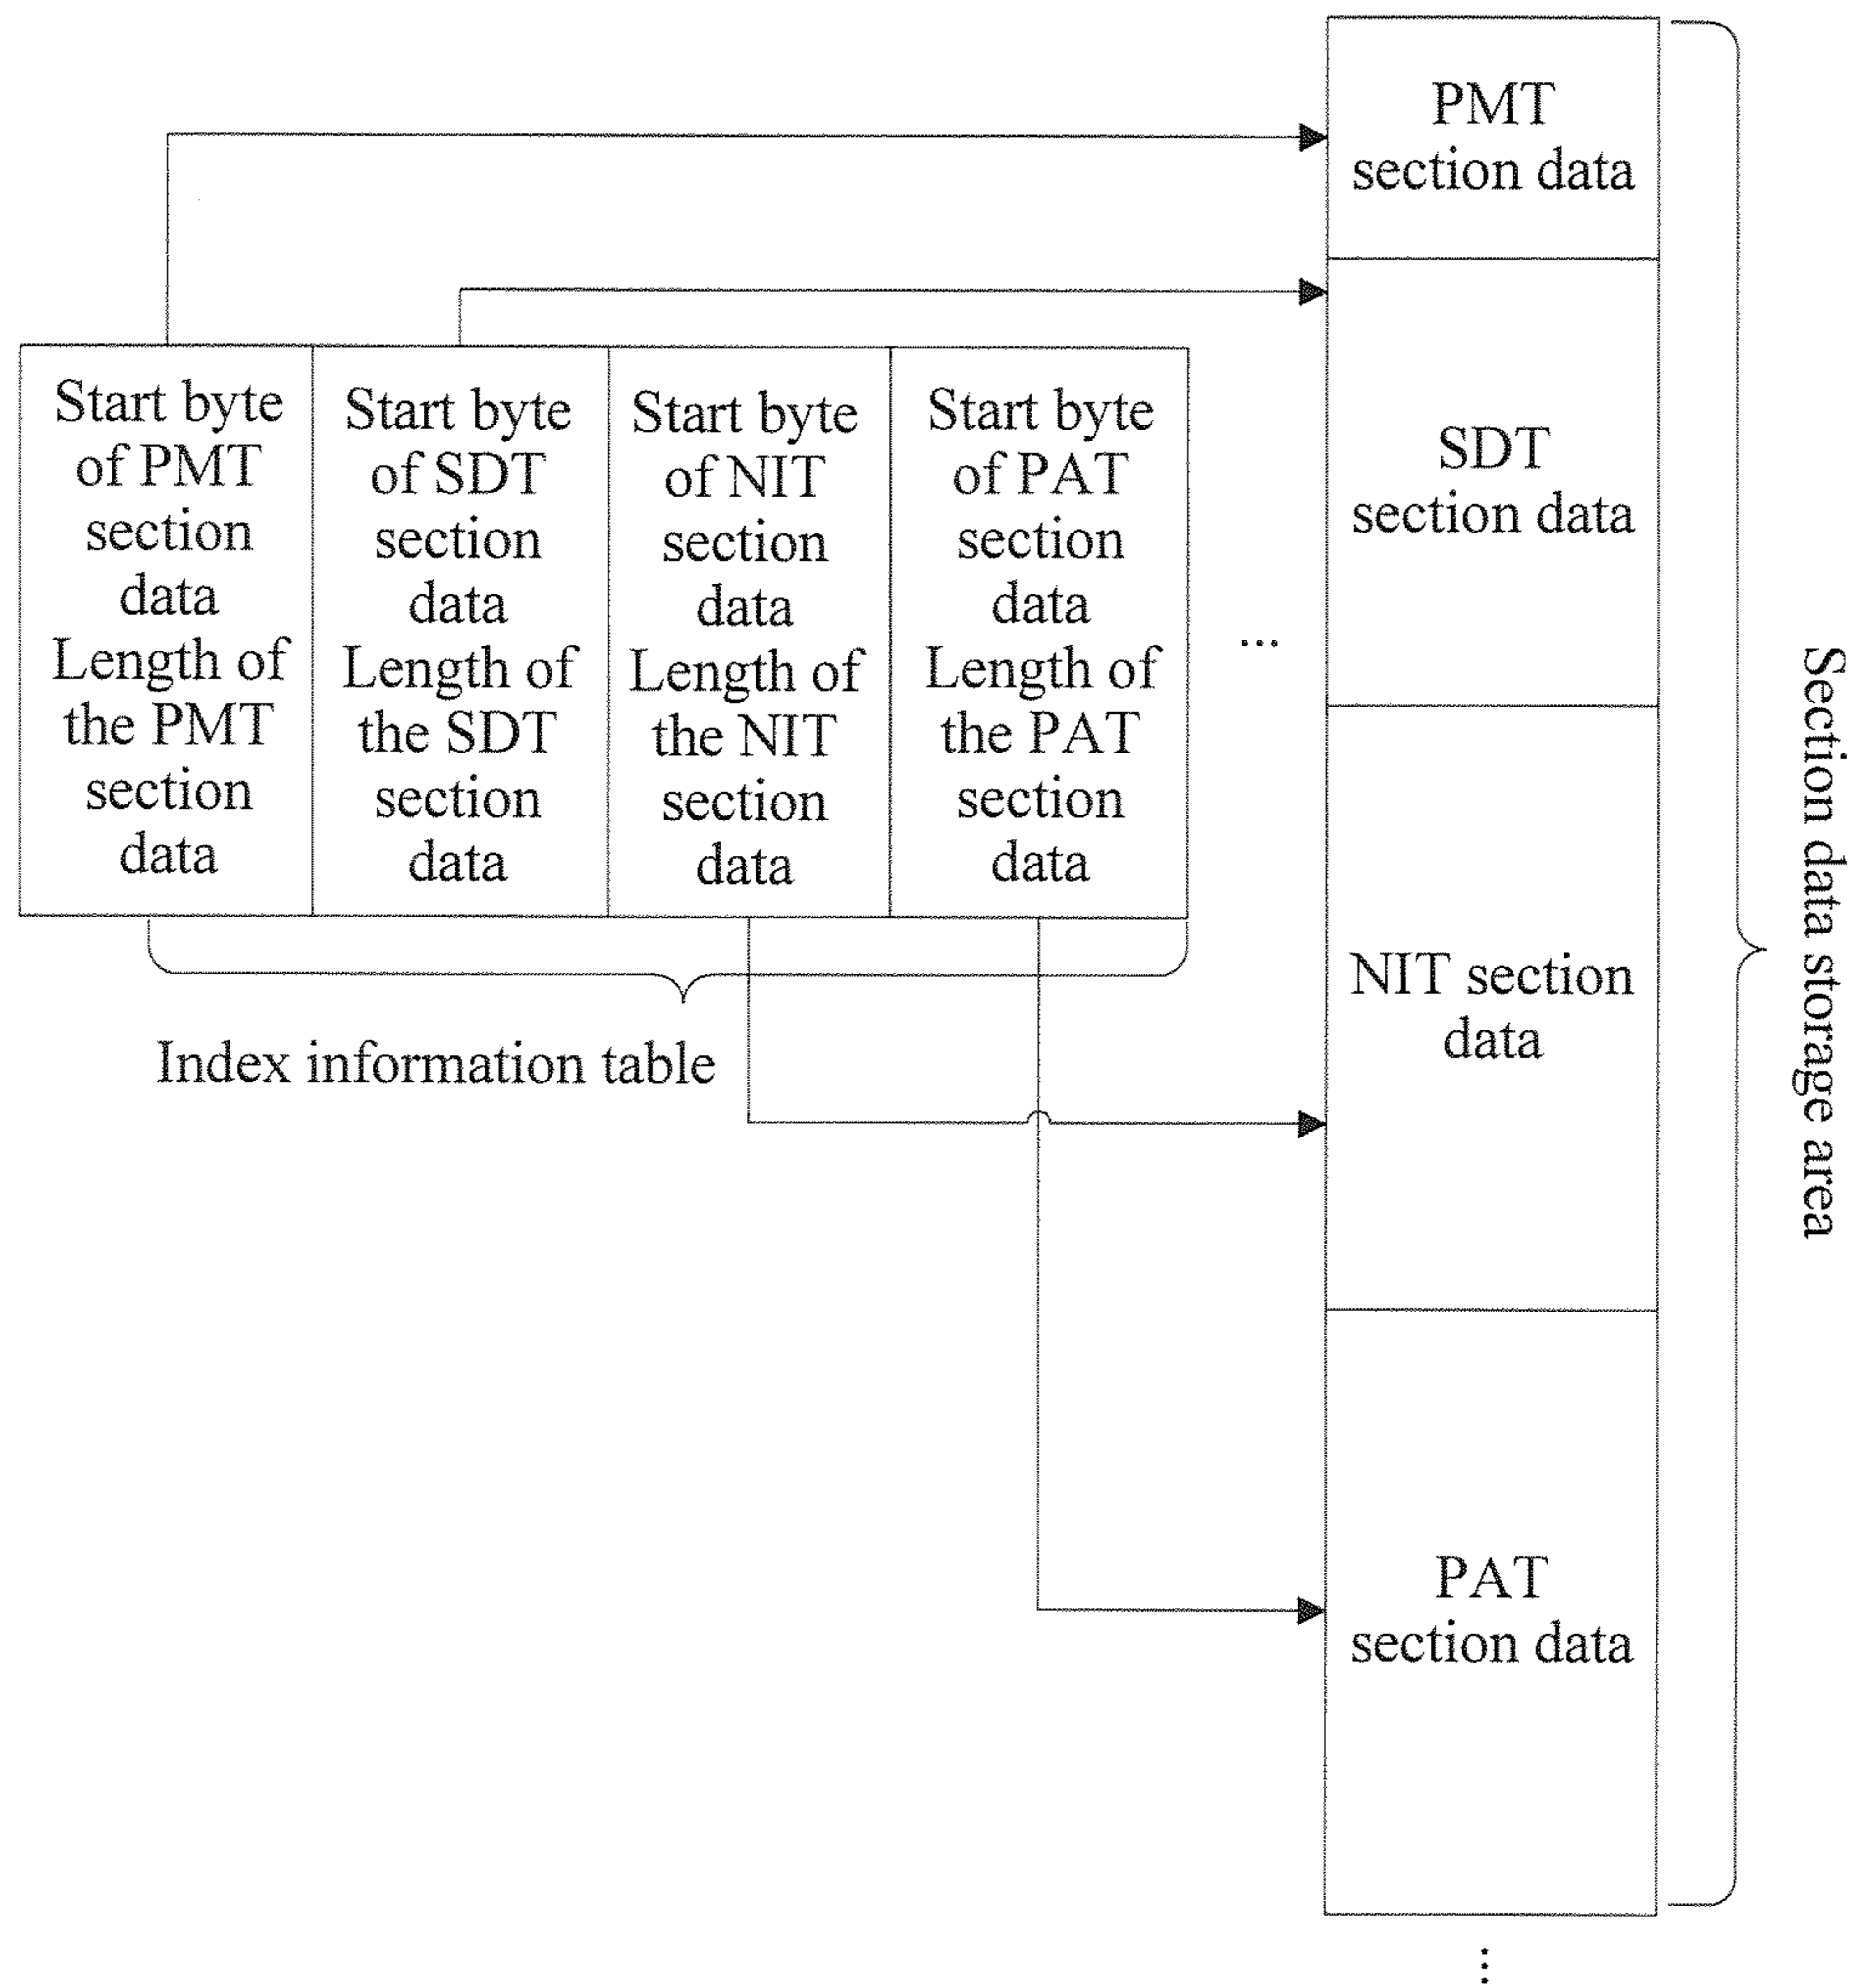 PMT
section data
Start byte
of PMT
section
data
Length of
the PMT
section
data
Start byte
of SDT
section
data
Length of
the SDT
section
data
Start byte
of NIT
section
data
Length of
the NIT
section
data
Start byte
of PAT
section
data
Length of
the PAT
section
data
...
SDT
section data
NIT section
data
PAT
section data
...
Index information table
Section data storage area